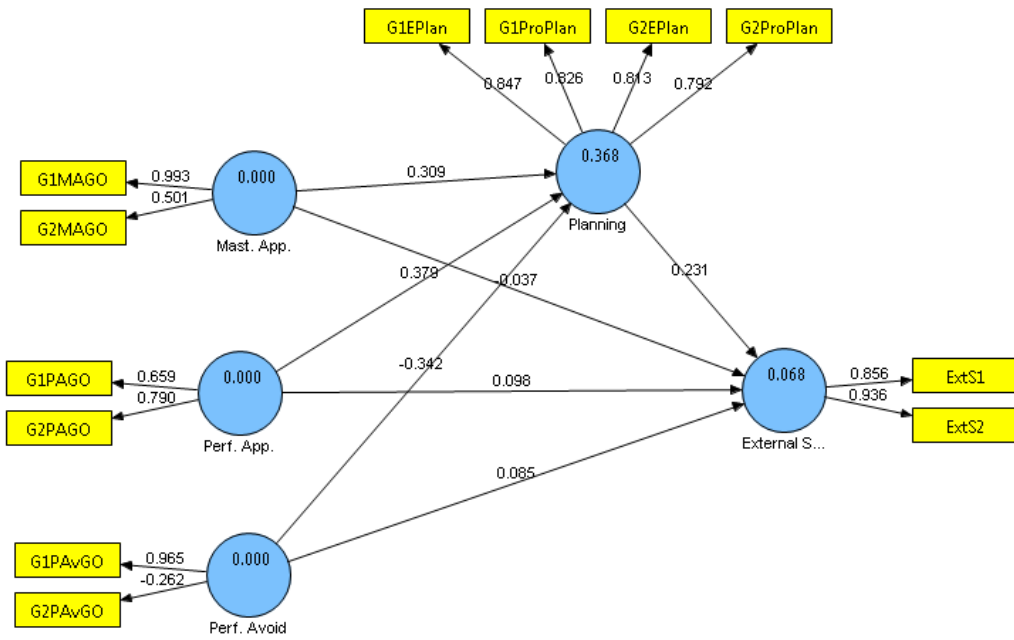 G1EPlan
G1ProPlan
G2EPlan
G2ProPlan
0.847
0.826
0.813
0.792
0.368
Planning
G1MAGO
0.993
G2MAGO
0.501
0.000
Mast. App.
0.309
0.379
-0.037
0.231
-0.342
G1PAGO
0.659
G2PAGO
0.790
0.000
Perf. App.
0.098
0.068
External S...
0.856
ExtS1
0.936
ExtS2
0.085
G1PAvGO
0.965
G2PAvGO
-0.262
0.000
Perf. Avoid